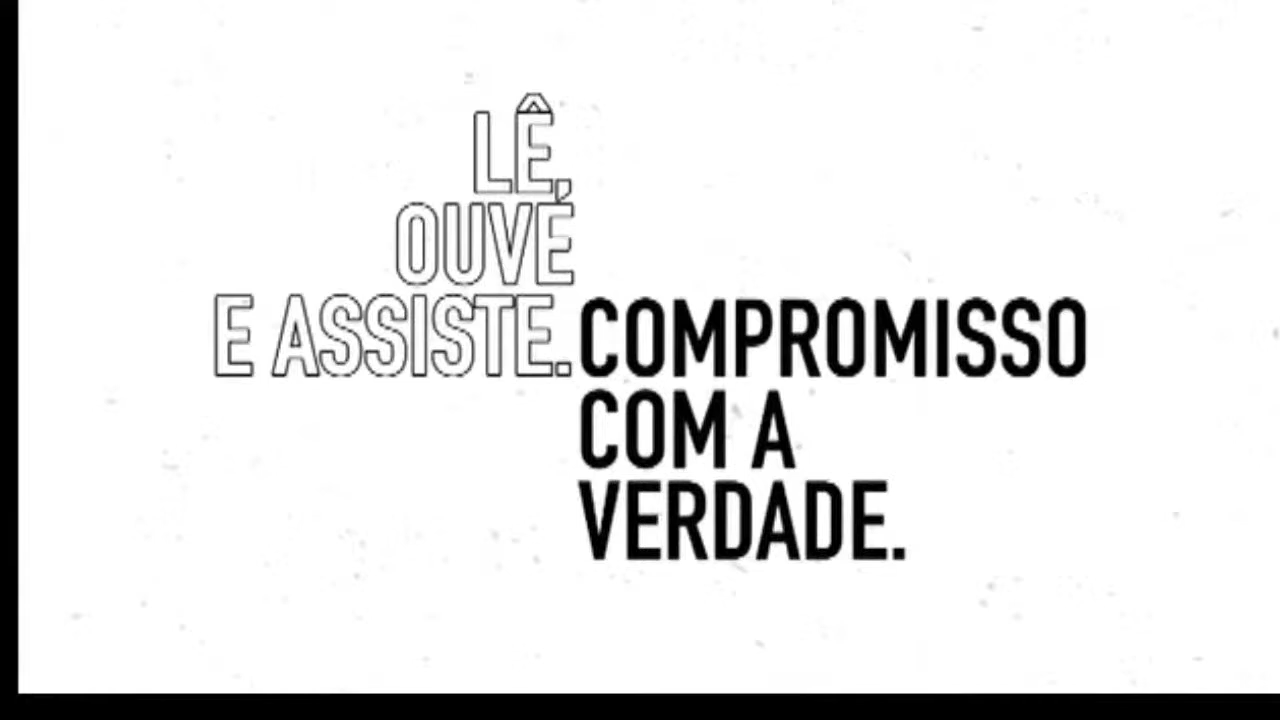 LÊ,
OUVE
E ASSISTE.
COMPROMISSO
COM A
VERDADE.